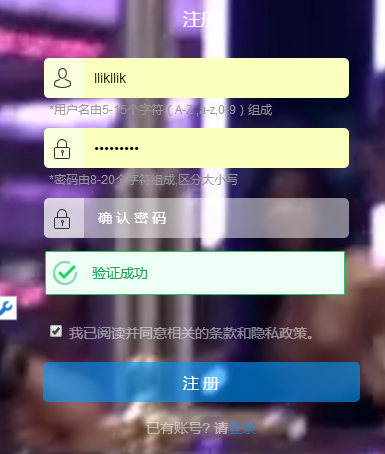 注册
llikllik
*用户名由5-15个字符（A-Z,a-z,0-9）组成
•••••••••
*密码由8-20个字符组成,区分大小写
确认密码
验证成功
我已阅读并同意相关的条款和隐私政策。
注册
已有账号? 请登录